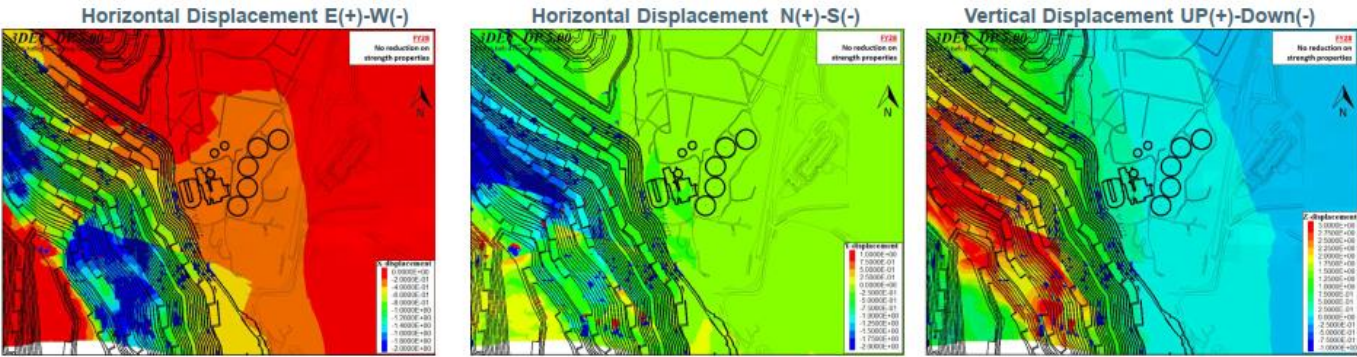 Horizontal Displacement E(+)-W(-)
Horizontal Displacement N(+)-S(-)
Vertical Displacement UP(+)-Down(-)
3DEC DP 5.00
FY28
No reduction on
strength properties
N
X displacement
0.0000E+00
-2.0000E-01
-4.0000E-01
-6.0000E-01
-8.0000E-01
-1.0000E+00
-1.2000E+00
-1.4000E+00
-1.6000E+00
-1.8000E+00
-2.0000E+00
3DEC DP 5.00
FY28
No reduction on
strength properties
N
Y displacement
1.0000E+00
7.5000E-01
5.0000E-01
2.5000E-01
0.0000E+00
-2.5000E-01
-5.0000E-01
-7.5000E-01
-1.0000E+00
-1.2500E+00
-1.5000E+00
-1.7500E+00
-2.0000E+00
3DEC DP 5.00
FY28
No reduction on
strength properties
N
Z displacement
3.0000E+00
2.7500E+00
2.5000E+00
2.2500E+00
2.0000E+00
1.7500E+00
1.5000E+00
1.2500E+00
1.0000E+00
7.5000E-01
5.0000E-01
2.5000E-01
0.0000E+00
-2.5000E-01
-5.0000E-01
-7.5000E-01
-1.0000E+00